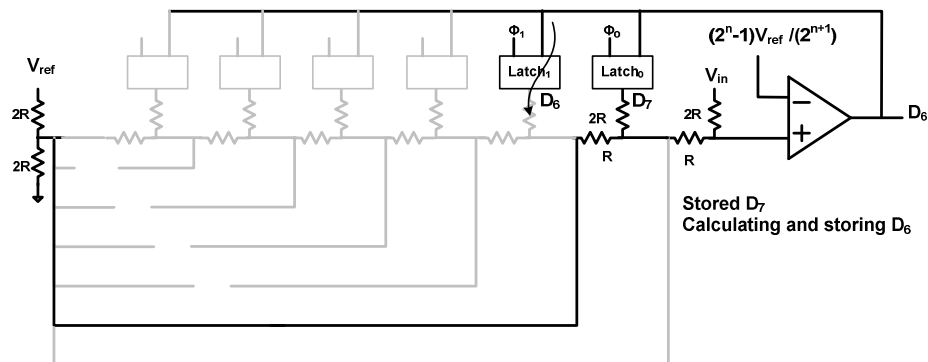 Φ₁
Φ₀
(2ⁿ-1)Vref /(2ⁿ⁺¹)
Vref
Latch₁
Latch₀
Vin
2R
D₆
D₇
2R
−
D₆
2R
+
2R
R
R
Stored D₇
Calculating and storing D₆